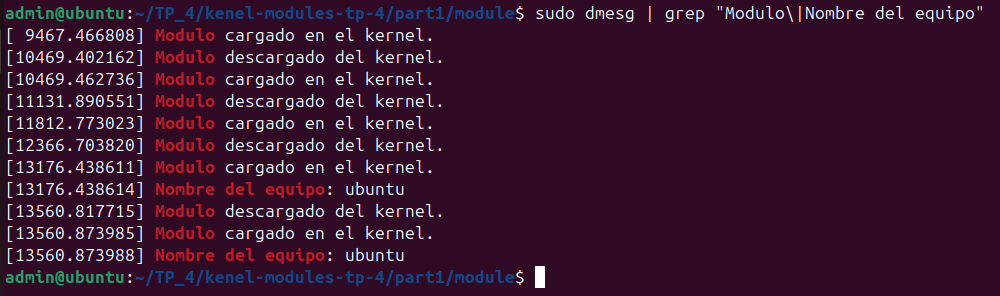 admin@ubuntu:~/TP_4/kenel-modules-tp-4/part1/module$ sudo dmesg | grep "Modulo\|Nombre del equipo"
[ 9467.466808] Modulo cargado en el kernel.
[10469.402162] Modulo descargado del kernel.
[10469.462736] Modulo cargado en el kernel.
[11131.890551] Modulo descargado del kernel.
[11812.773023] Modulo cargado en el kernel.
[12366.703820] Modulo descargado del kernel.
[13176.438611] Modulo cargado en el kernel.
[13176.438614] Nombre del equipo: ubuntu
[13560.817715] Modulo descargado del kernel.
[13560.873985] Modulo cargado en el kernel.
[13560.873988] Nombre del equipo: ubuntu
admin@ubuntu:~/TP_4/kenel-modules-tp-4/part1/module$